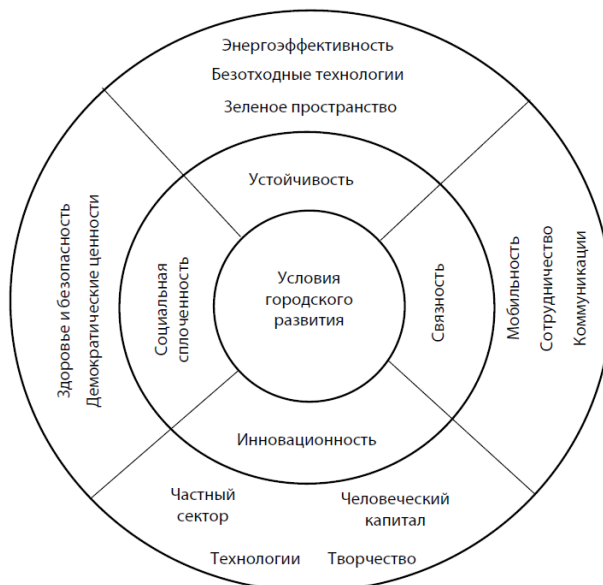 Энергоэффективность
Безотходные технологии
Зеленое пространство
Устойчивость
Здоровье и безопасность
Демократические ценности
Социальная
сплоченность
Условия
городского
развития
Связность
Мобильность
Сотрудничество
Коммуникации
Инновационность
Частный
сектор
Человеческий
капитал
Технологии
Творчество